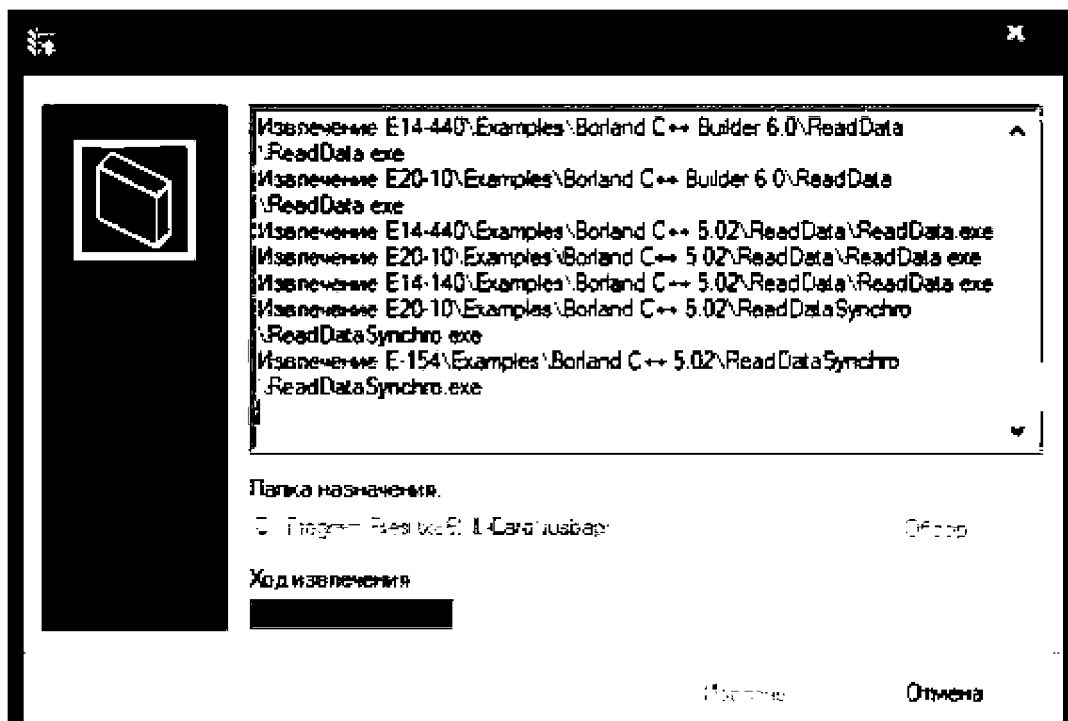 Извлечение E14-440\Examples\Borland C++ Builder 6.0\ReadData
\ReadData.exe
Извлечение E20-10\Examples\Borland C++ Builder 6.0\ReadData
\ReadData.exe
Извлечение E14-440\Examples\Borland C++ 5.02\ReadData\ReadData.exe
Извлечение E20-10\Examples\Borland C++ 5.02\ReadData\ReadData.exe
Извлечение E14-140\Examples\Borland C++ 5.02\ReadData\ReadData.exe
Извлечение E20-10\Examples\Borland C++ 5.02\ReadDataSynchro
\ReadDataSynchro.exe
Извлечение E-154\Examples\Borland C++ 5.02\ReadDataSynchro
\ReadDataSynchro.exe
Папка назначения:
Обзор
Ход извлечения
Отмена